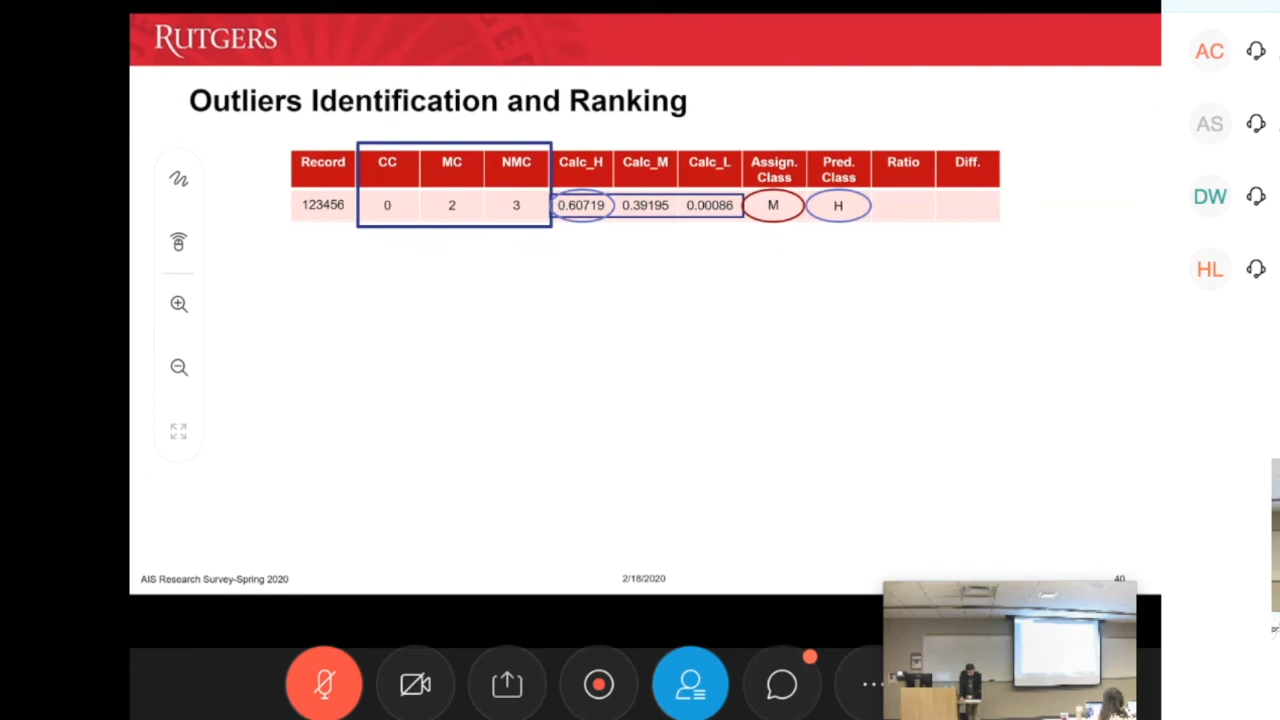 RUTGERS
Outliers Identification and Ranking
Record CC MC NMC Calc_H Calc_M Calc_L Assign. Class Pred. Class Ratio Diff.
123456 0 2 3 0.60719 0.39195 0.00086 M H
AIS Research Survey-Spring 2020 2/18/2020 40
AC
AS
DW
HL